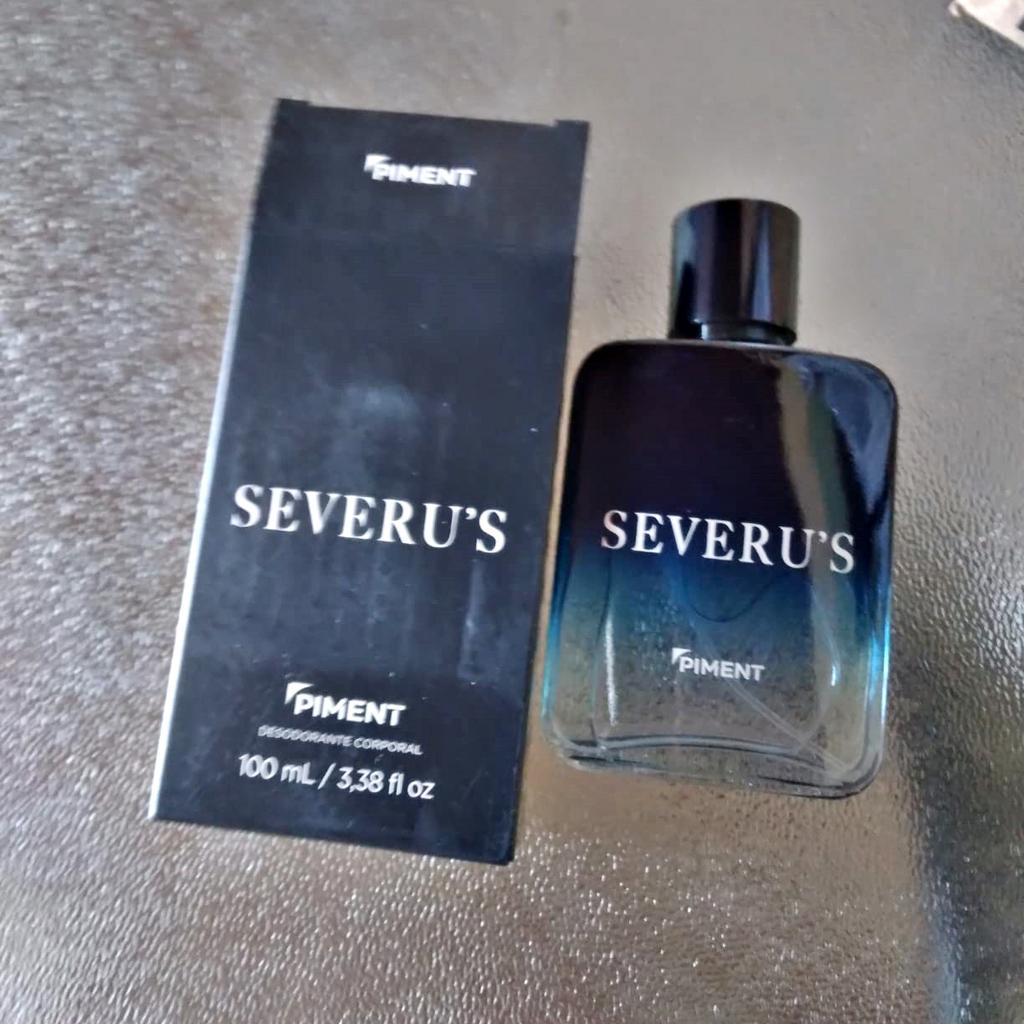 PIMENT
SEVERU'S
PIMENT
DESODORANTE CORPORAL
100 mL / 3,38 fl oz
SEVERU'S
PIMENT